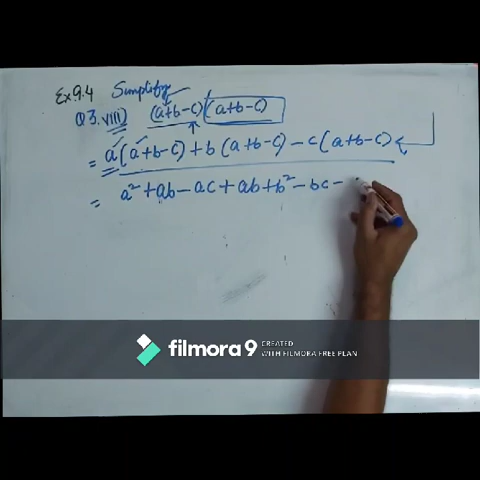 Ex.9.4 Simplify
Q3.viii) (a+b-c)(a+b-c)
= a(a+b-c)+b(a+b-c)-c(a+b-c)
= a²+ab-ac+ab+b²-bc-
filmora 9 CREATED WITH FILMORA FREE PLAN